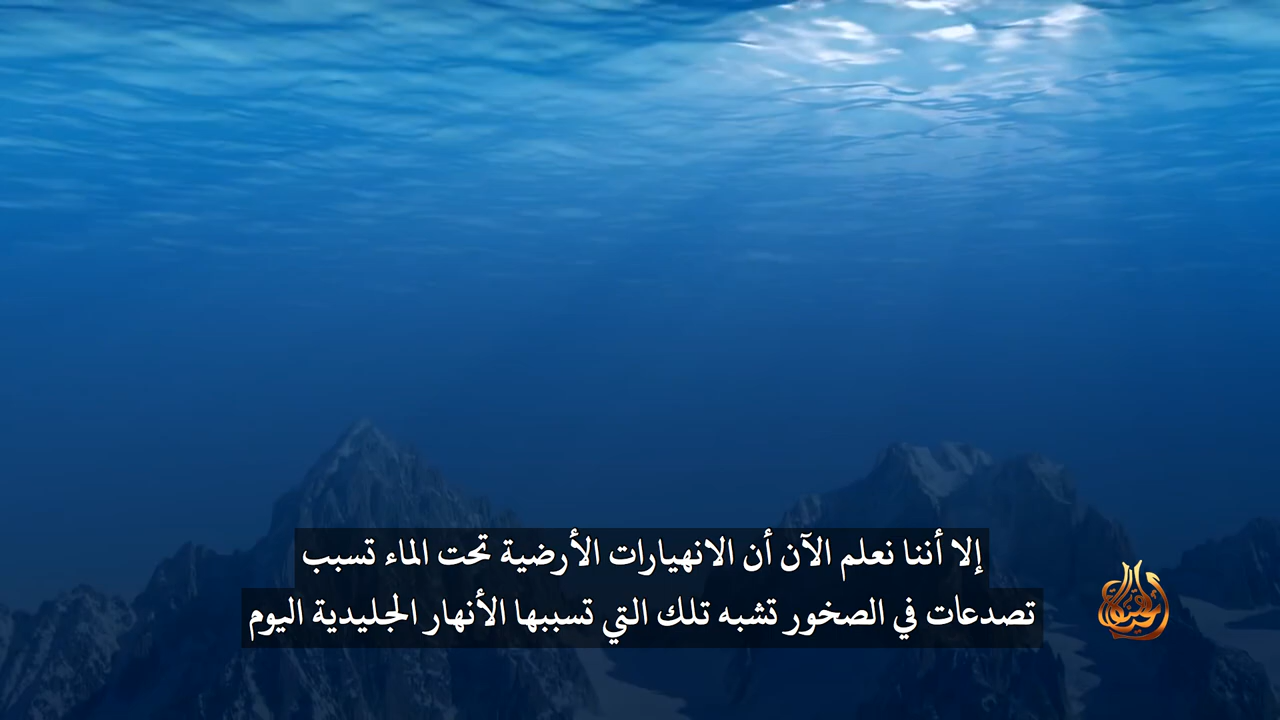 إلا أننا نعلم الآن أن الانهيارات الأرضية تحت الماء تسبب
تصدعات في الصخور تشبه تلك التي تسببها الأنهار الجليدية اليوم